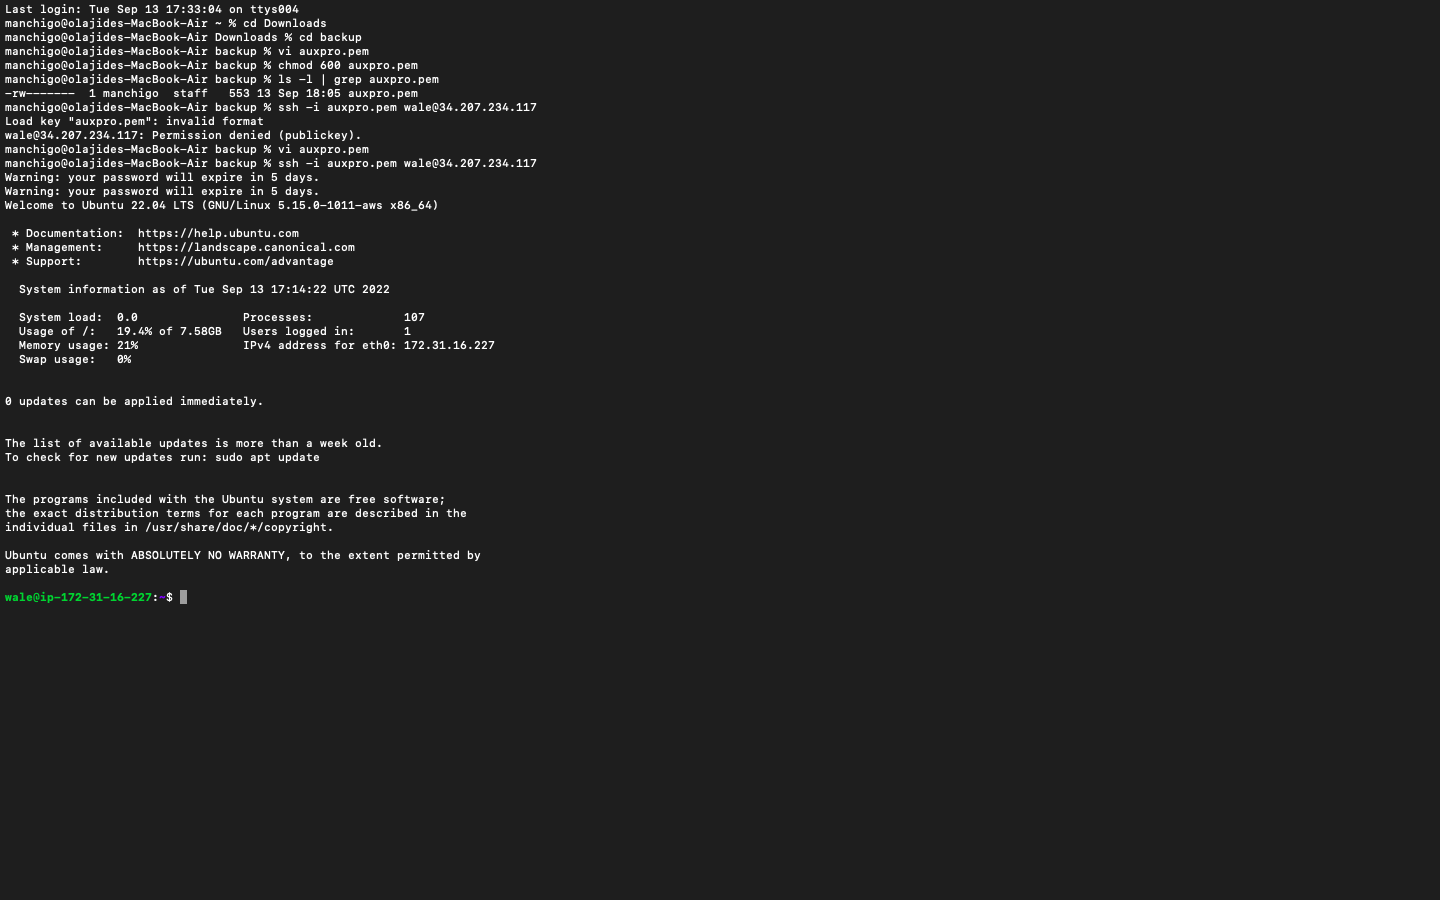 Last login: Tue Sep 13 17:33:04 on ttys004
manchigo@olajides-MacBook-Air ~ % cd Downloads
manchigo@olajides-MacBook-Air Downloads % cd backup
manchigo@olajides-MacBook-Air backup % vi auxpro.pem
manchigo@olajides-MacBook-Air backup % chmod 600 auxpro.pem
manchigo@olajides-MacBook-Air backup % ls -l | grep auxpro.pem
-rw-------  1 manchigo  staff   553 13 Sep 18:05 auxpro.pem
manchigo@olajides-MacBook-Air backup % ssh -i auxpro.pem wale@34.207.234.117
Load key "auxpro.pem": invalid format
wale@34.207.234.117: Permission denied (publickey).
manchigo@olajides-MacBook-Air backup % vi auxpro.pem
manchigo@olajides-MacBook-Air backup % ssh -i auxpro.pem wale@34.207.234.117
Warning: your password will expire in 5 days.
Warning: your password will expire in 5 days.
Welcome to Ubuntu 22.04 LTS (GNU/Linux 5.15.0-1011-aws x86_64)

 * Documentation:  https://help.ubuntu.com
 * Management:     https://landscape.canonical.com
 * Support:        https://ubuntu.com/advantage

  System information as of Tue Sep 13 17:14:22 UTC 2022

  System load:  0.0               Processes:             107
  Usage of /:   19.4% of 7.58GB   Users logged in:       1
  Memory usage: 21%               IPv4 address for eth0: 172.31.16.227
  Swap usage:   0%

0 updates can be applied immediately.

The list of available updates is more than a week old.
To check for new updates run: sudo apt update

The programs included with the Ubuntu system are free software;
the exact distribution terms for each program are described in the
individual files in /usr/share/doc/*/copyright.

Ubuntu comes with ABSOLUTELY NO WARRANTY, to the extent permitted by
applicable law.

wale@ip-172-31-16-227:~$